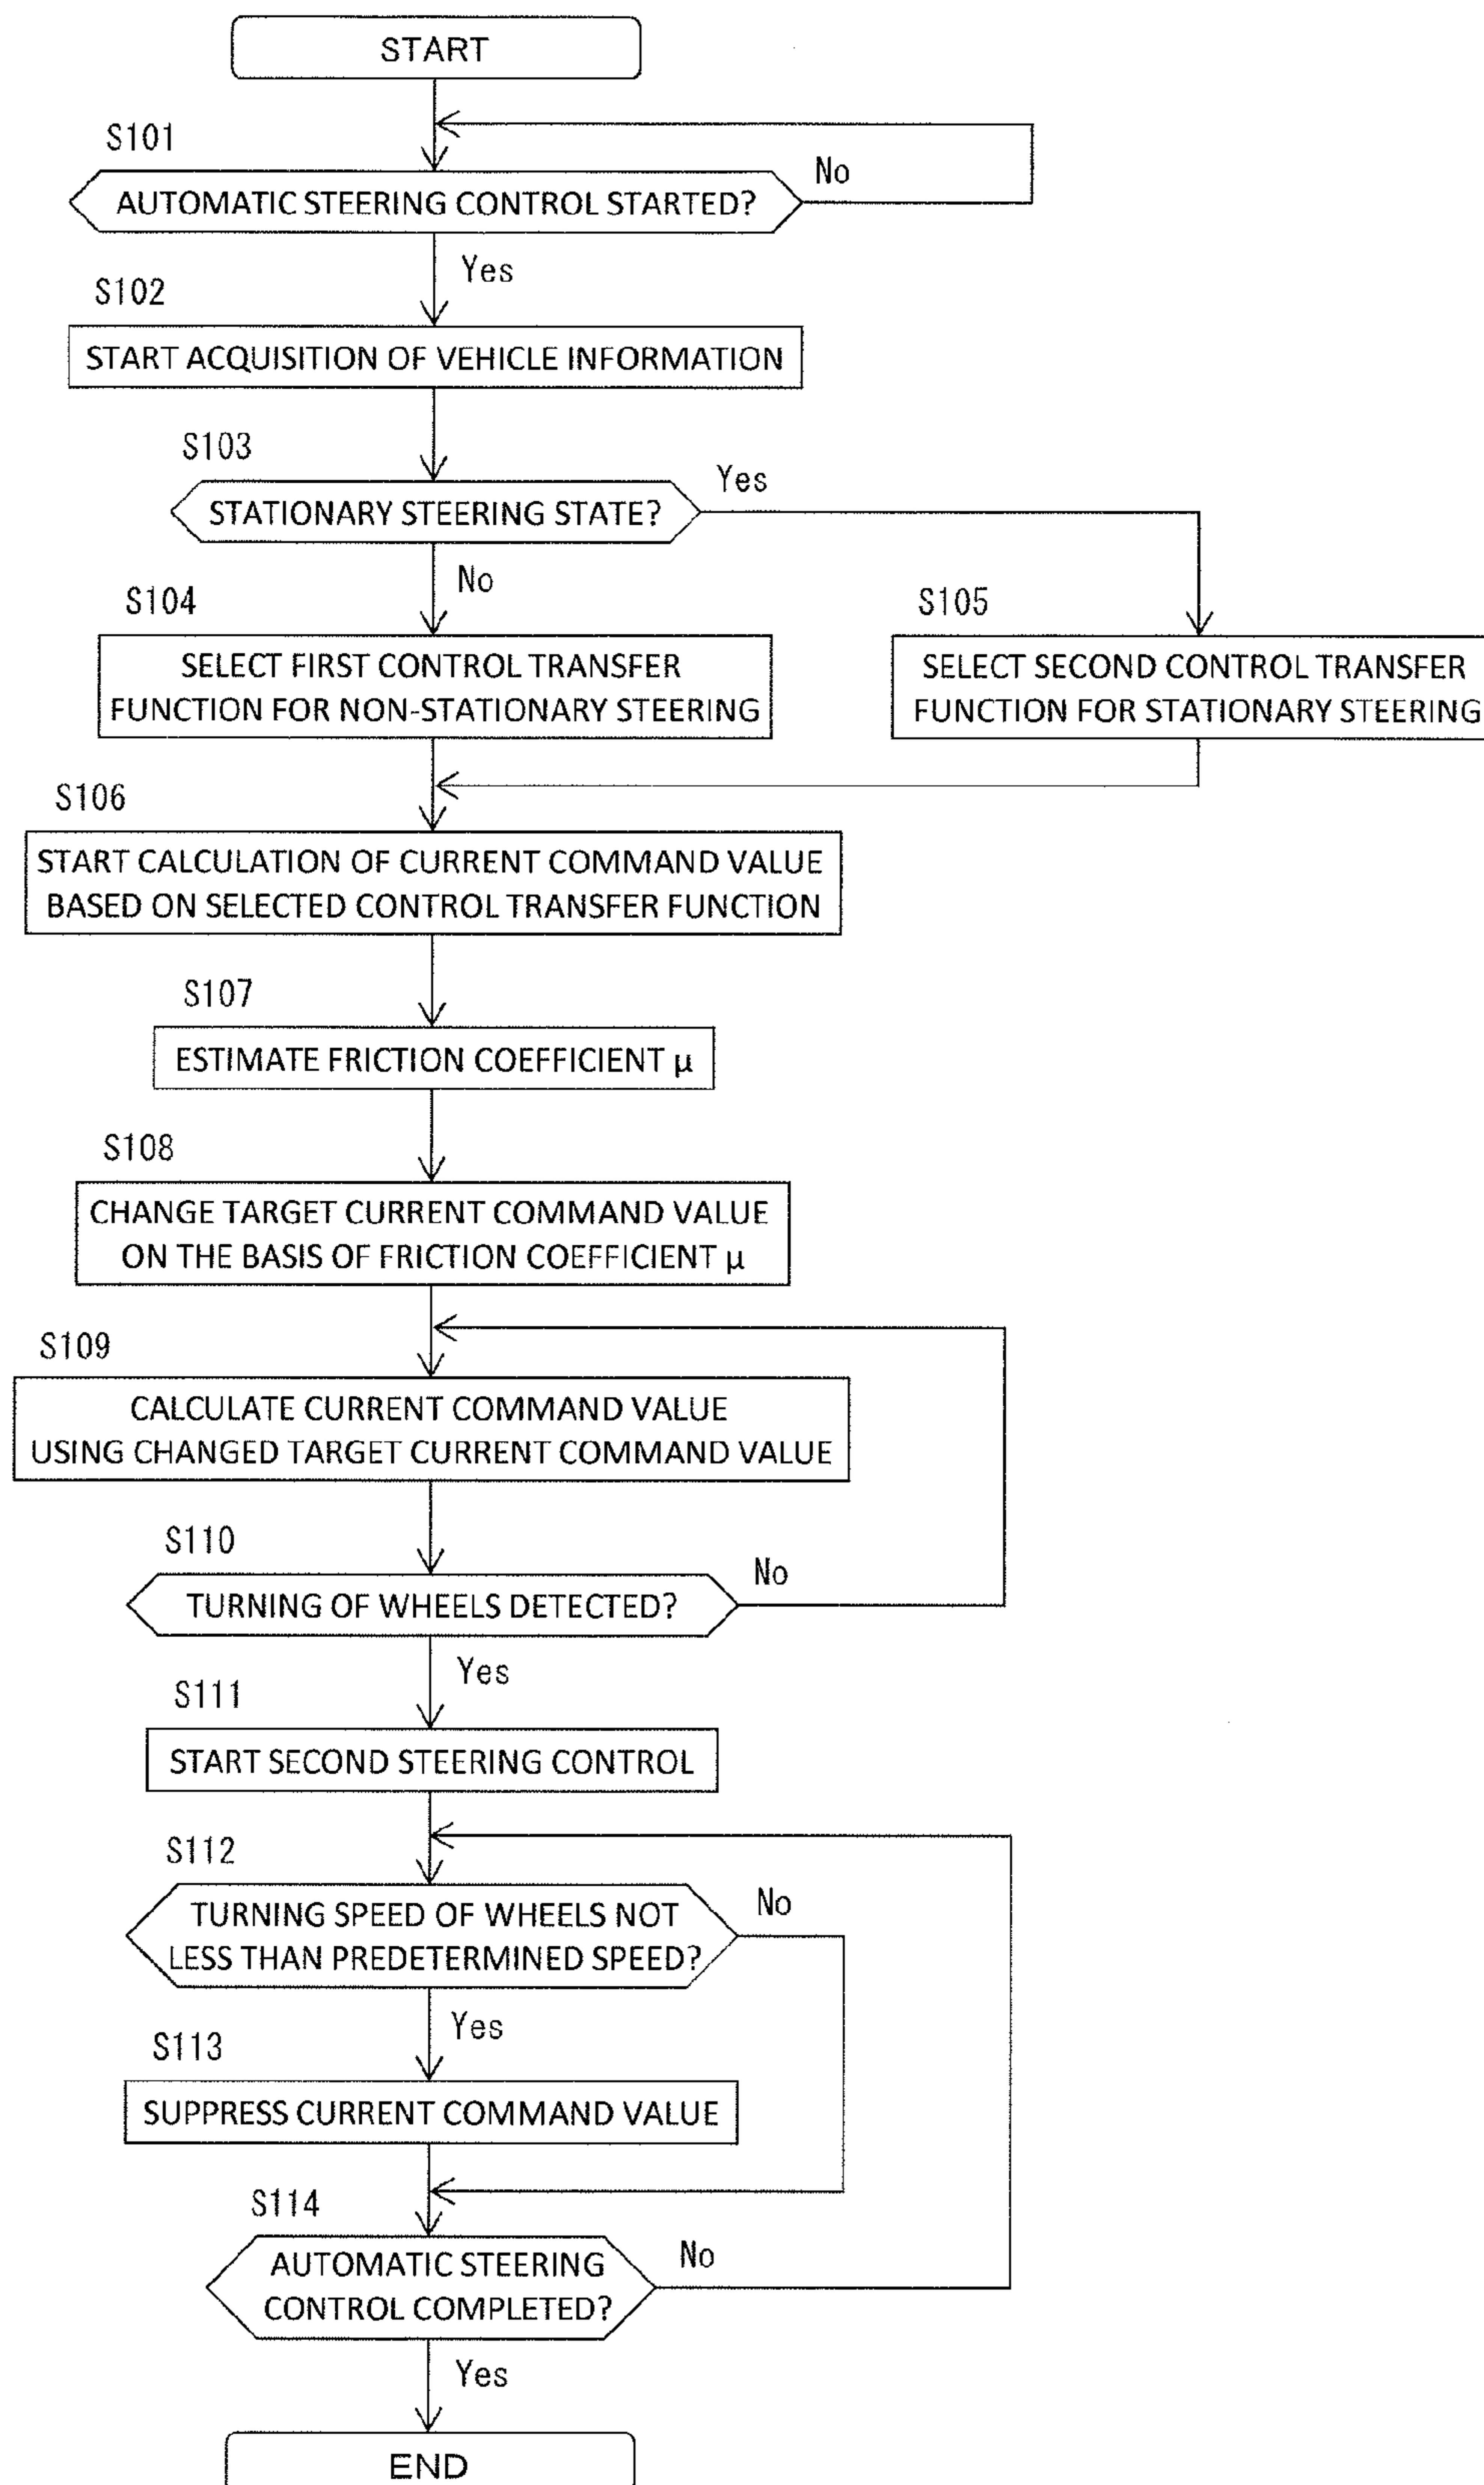 START
S101
AUTOMATIC STEERING CONTROL STARTED?
No
Yes
S102
START ACQUISITION OF VEHICLE INFORMATION
S103
STATIONARY STEERING STATE?
Yes
No
S104
SELECT FIRST CONTROL TRANSFER
FUNCTION FOR NON-STATIONARY STEERING
S105
SELECT SECOND CONTROL TRANSFER
FUNCTION FOR STATIONARY STEERING
S106
START CALCULATION OF CURRENT COMMAND VALUE
BASED ON SELECTED CONTROL TRANSFER FUNCTION
S107
ESTIMATE FRICTION COEFFICIENT μ
S108
CHANGE TARGET CURRENT COMMAND VALUE
ON THE BASIS OF FRICTION COEFFICIENT μ
S109
CALCULATE CURRENT COMMAND VALUE
USING CHANGED TARGET CURRENT COMMAND VALUE
S110
TURNING OF WHEELS DETECTED?
No
Yes
S111
START SECOND STEERING CONTROL
S112
TURNING SPEED OF WHEELS NOT
LESS THAN PREDETERMINED SPEED?
No
Yes
S113
SUPPRESS CURRENT COMMAND VALUE
S114
AUTOMATIC STEERING
CONTROL COMPLETED?
No
Yes
END